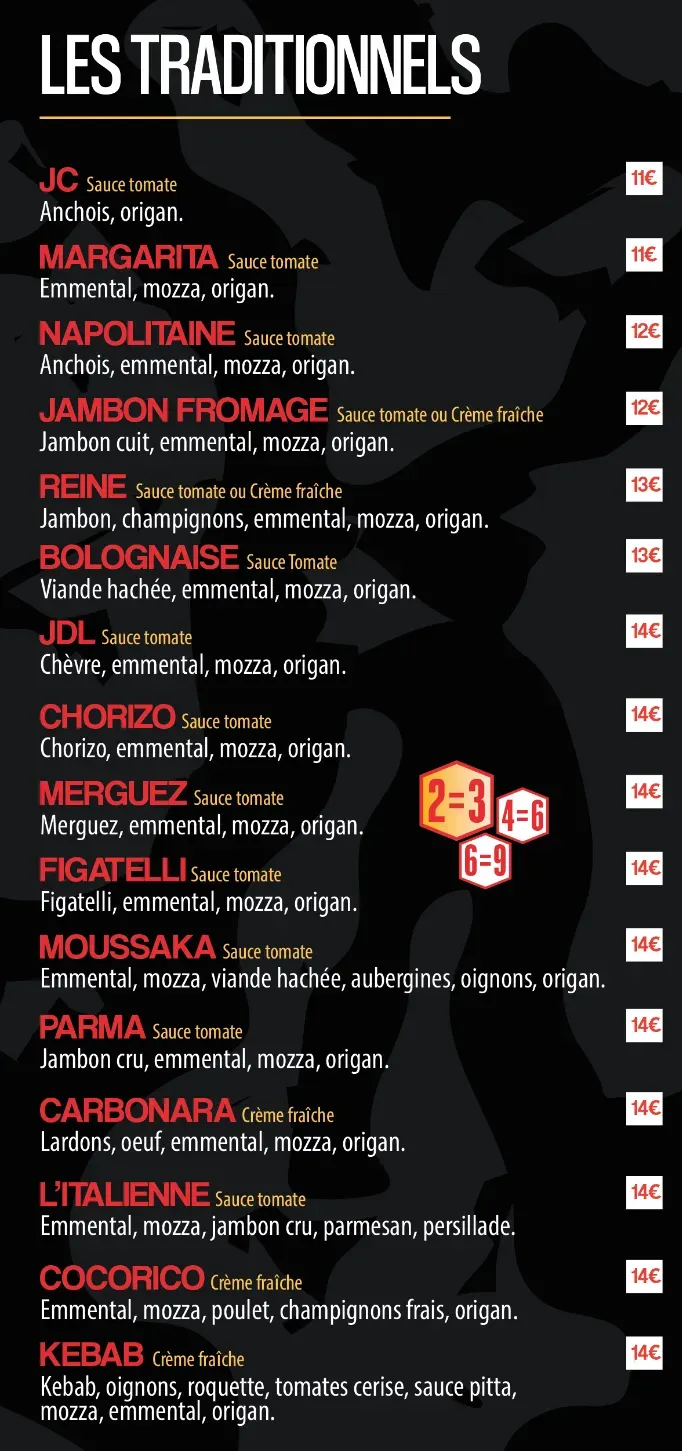 LES TRADITIONNELS
JC Sauce tomate 11€
Anchois, origan.
MARGARITA Sauce tomate 11€
Emmental, mozza, origan.
NAPOLITAINE Sauce tomate 12€
Anchois, emmental, mozza, origan.
JAMBON FROMAGE Sauce tomate ou Crème fraîche 12€
Jambon cuit, emmental, mozza, origan.
REINE Sauce tomate ou Crème fraîche 13€
Jambon, champignons, emmental, mozza, origan.
BOLOGNAISE Sauce Tomate 13€
Viande hachée, emmental, mozza, origan.
JDL Sauce tomate 14€
Chèvre, emmental, mozza, origan.
CHORIZO Sauce tomate 14€
Chorizo, emmental, mozza, origan.
MERGUEZ Sauce tomate 14€
Merguez, emmental, mozza, origan.
2=3
4=6
6=9
FIGATELLI Sauce tomate 14€
Figatelli, emmental, mozza, origan.
MOUSSAKA Sauce tomate 14€
Emmental, mozza, viande hachée, aubergines, oignons, origan.
PARMA Sauce tomate 14€
Jambon cru, emmental, mozza, origan.
CARBONARA Crème fraîche 14€
Lardons, oeuf, emmental, mozza, origan.
L'ITALIENNE Sauce tomate 14€
Emmental, mozza, jambon cru, parmesan, persillade.
COCORICO Crème fraîche 14€
Emmental, mozza, poulet, champignons frais, origan.
KEBAB Crème fraîche 14€
Kebab, oignons, roquette, tomates cerise, sauce pitta,
mozza, emmental, origan.